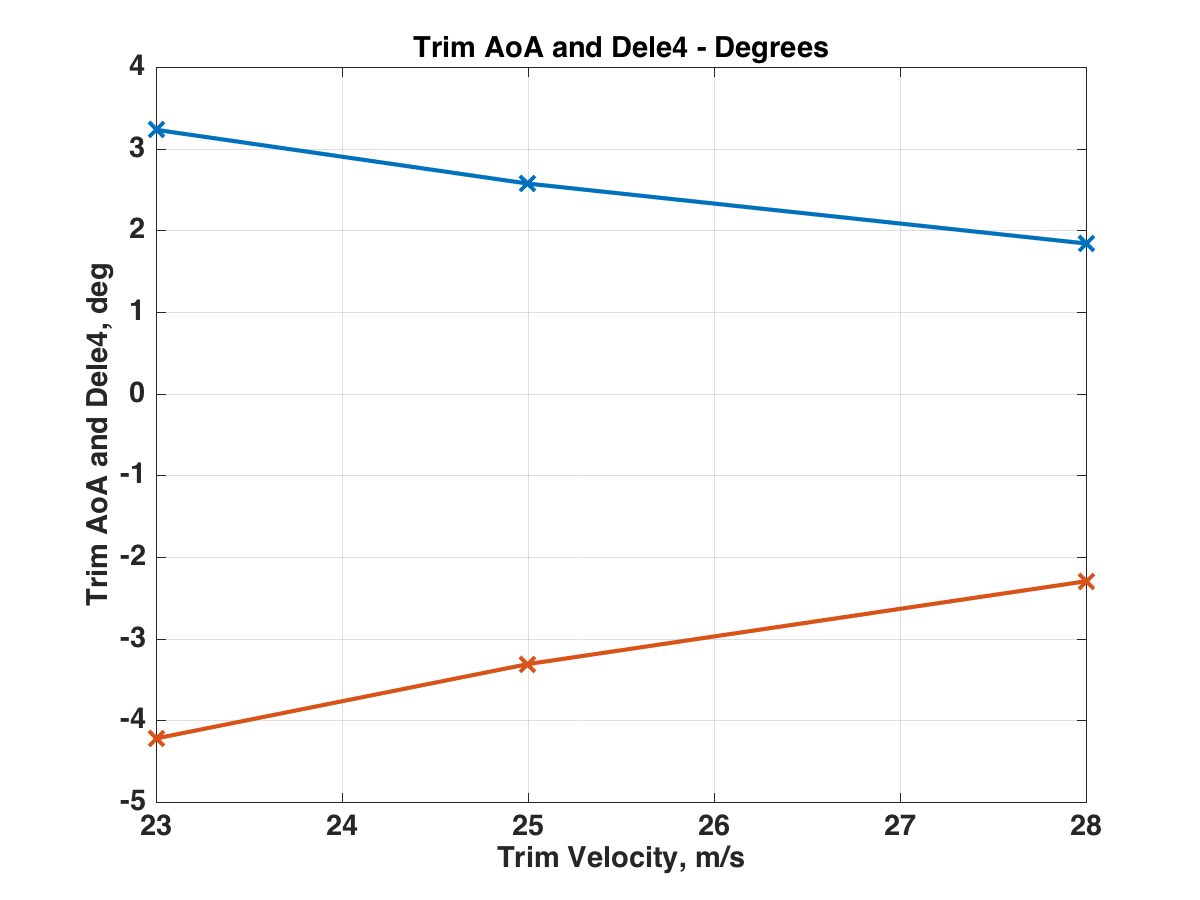 Trim AoA and Dele4 - Degrees
4
3
2
1
0
-1
-2
-3
-4
-5
Trim AoA and Dele4, deg
23 24 25 26 27 28
Trim Velocity, m/s